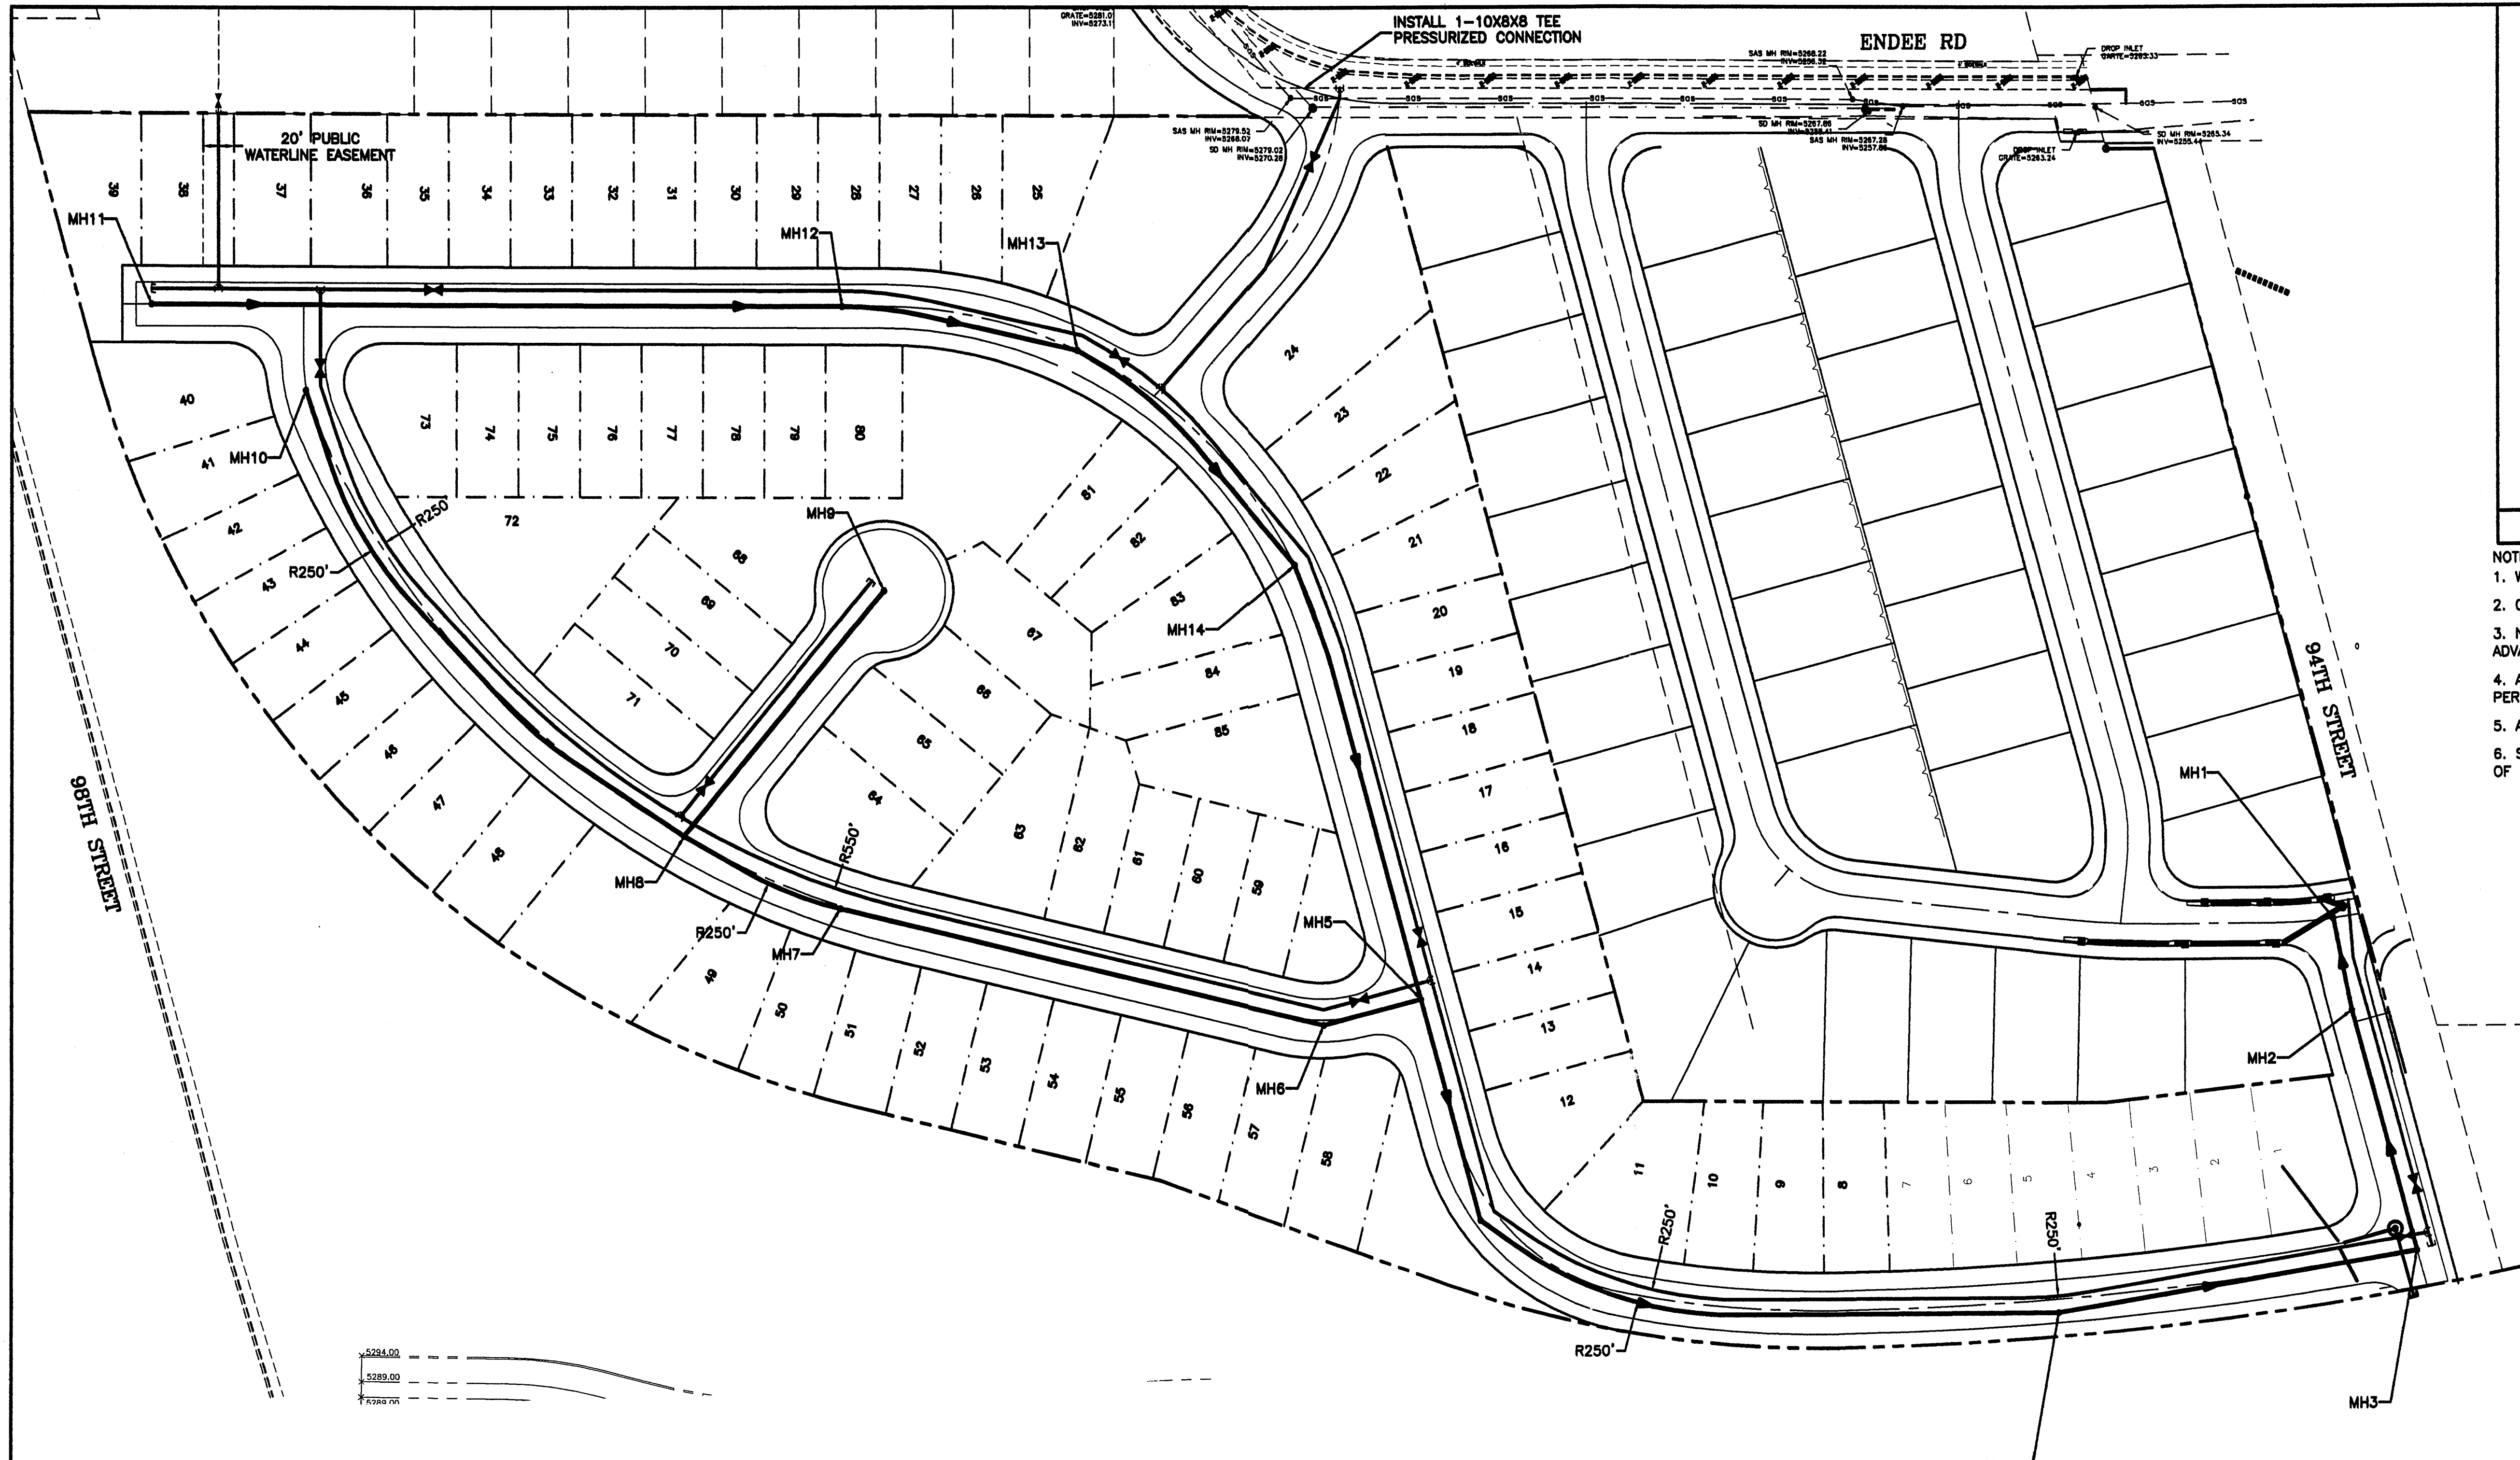 GRATE=5281.0
INV=5273.1
INSTALL 1-10X8X8 TEE
PRESSURIZED CONNECTION
ENDEE RD
SAS MH RIM=5268.22
DROP INLET
GARTE=5263.33
SAS MH RIM=5279.52
INV=5268.07
SD MH RIM=5279.02
INV=5270.28
SD MH RIM=5267.86
SAS MH RIM=5267.28
DROP INLET
GRATE=5263.24
SD MH RIM=5265.34
INV=5255.44
20' PUBLIC
WATERLINE EASEMENT
39
38
37
36
35
34
33
32
31
30
29
28
27
26
25
MH11
MH12
MH13
24
23
22
21
20
19
18
17
16
15
14
13
12
40
41
42
43
44
45
46
47
48
MH10
R250
R250'
73
74
75
76
77
78
79
80
72
MH9
68
69
70
71
81
82
83
84
85
67
66
65
64
63
62
61
60
59
MH14
98TH STREET
94TH STREET
MH8
R550'
R250'
MH7
MH5
MH6
49
50
51
52
53
54
55
56
57
58
MH1
MH2
11
10
9
8
7
6
5
4
3
2
1
R250'
R250'
R250'
MH3
5294.00
5289.00
5289.00
1. W
2. C
ADV
4. A
PER
5. A
6. S
OF